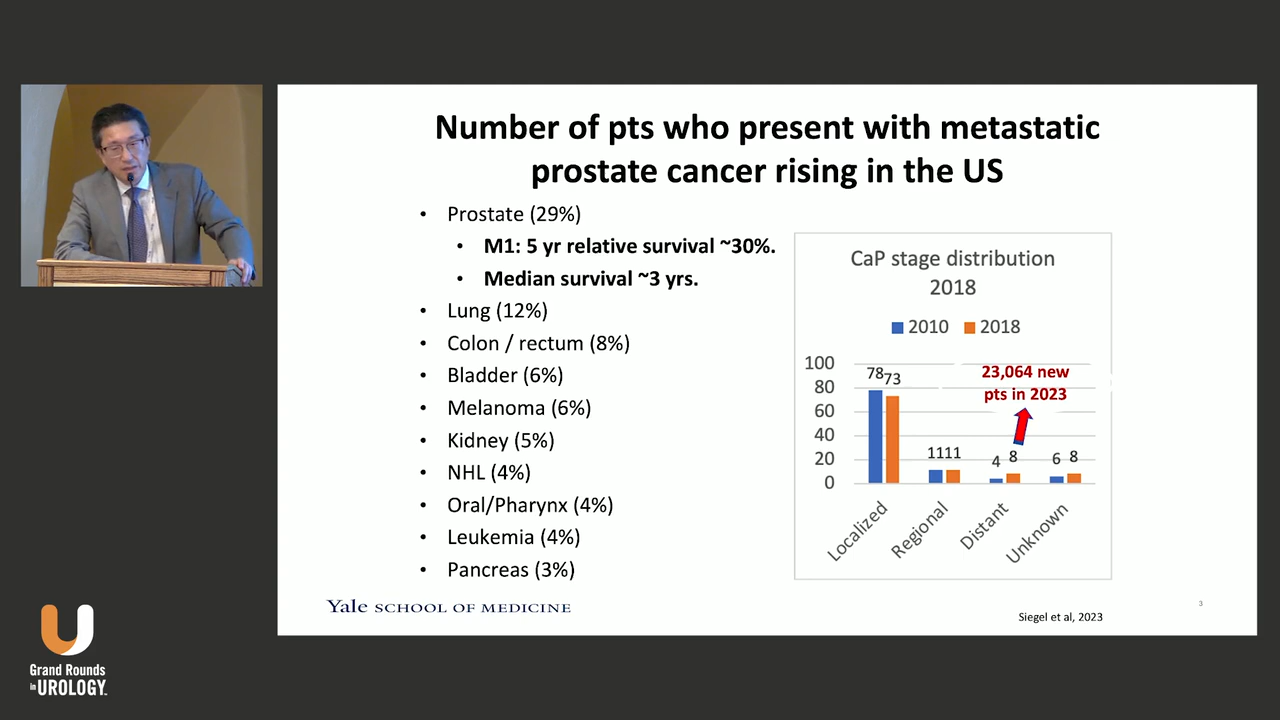 Number of pts who present with metastatic
prostate cancer rising in the US
• Prostate (29%)
• M1: 5 yr relative survival ~30%.
• Median survival ~3 yrs.
• Lung (12%)
• Colon / rectum (8%)
• Bladder (6%)
• Melanoma (6%)
• Kidney (5%)
• NHL (4%)
• Oral/Pharynx (4%)
• Leukemia (4%)
• Pancreas (3%)
CaP stage distribution
2018
2010 2018
100
80
60
40
20
0
78 73
11 11
4 8
6 8
23,064 new
pts in 2023
Localized
Regional
Distant
Unknown
Yale SCHOOL OF MEDICINE
Siegel et al, 2023
3
Grand Rounds
in UROLOGY